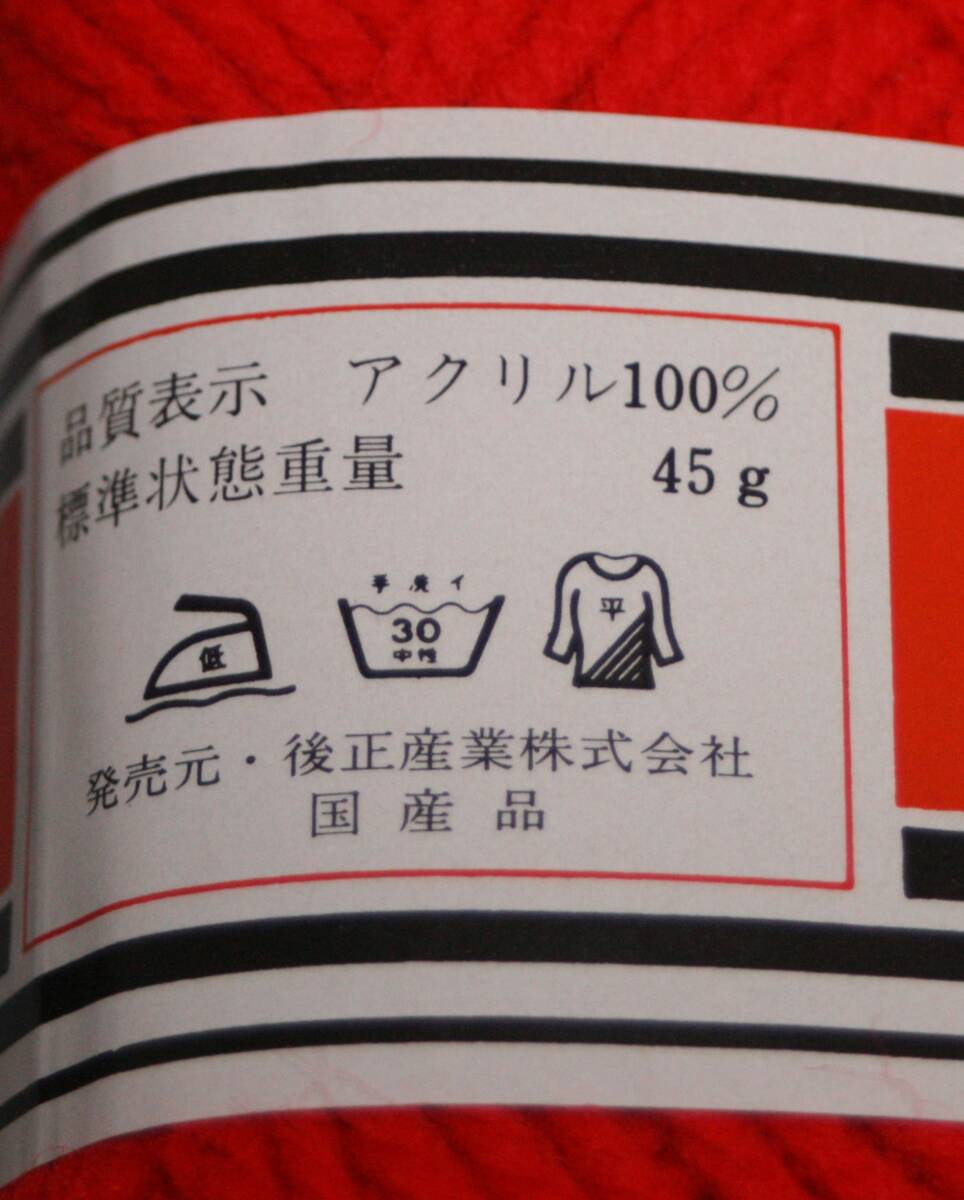 品質表示 アクリル100%
標準状態重量 45g
低
手洗イ
30
中性
平
発売元・後正産業株式会社
国産品